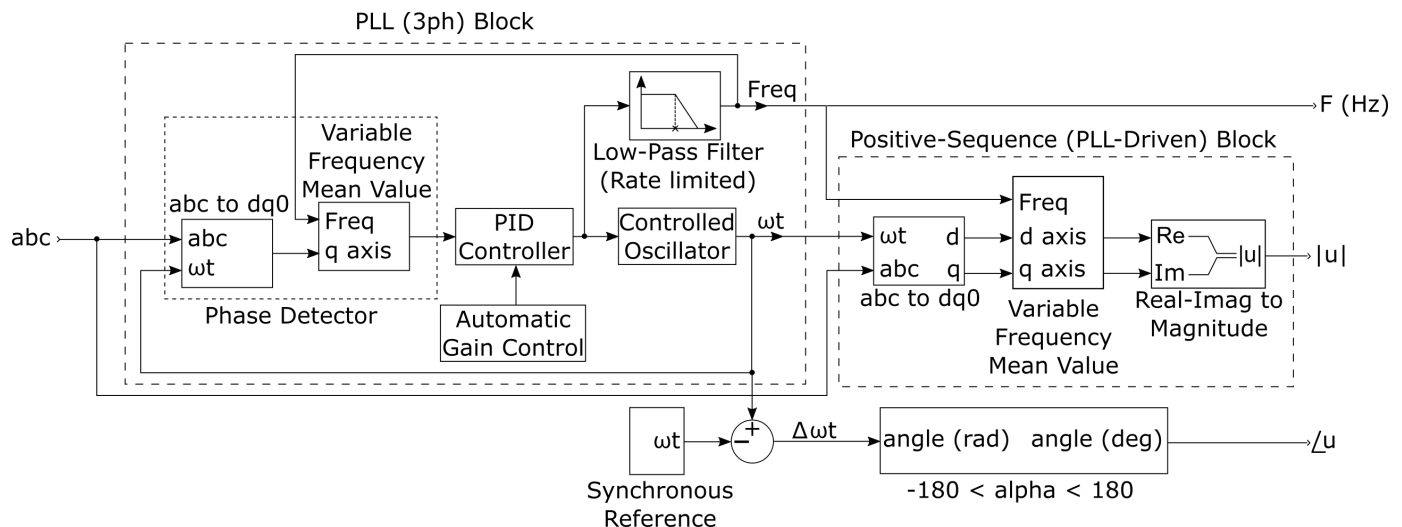 PLL (3ph) Block
Freq
F (Hz)
Variable
Frequency
Mean Value
Low-Pass Filter
(Rate limited)
Positive-Sequence (PLL-Driven) Block
abc to dq0
Freq
q axis
abc
abc
ωt
PID
Controller
Controlled
Oscillator
ωt
Phase Detector
Automatic
Gain Control
ωt
d
abc
q
abc to dq0
Freq
d axis
q axis
Variable
Frequency
Mean Value
Re
Im
|u|
Real-Imag to
Magnitude
|u|
ωt
Synchronous
Reference
+
−
Δωt
angle (rad) angle (deg)
-180 < alpha < 180
∠u